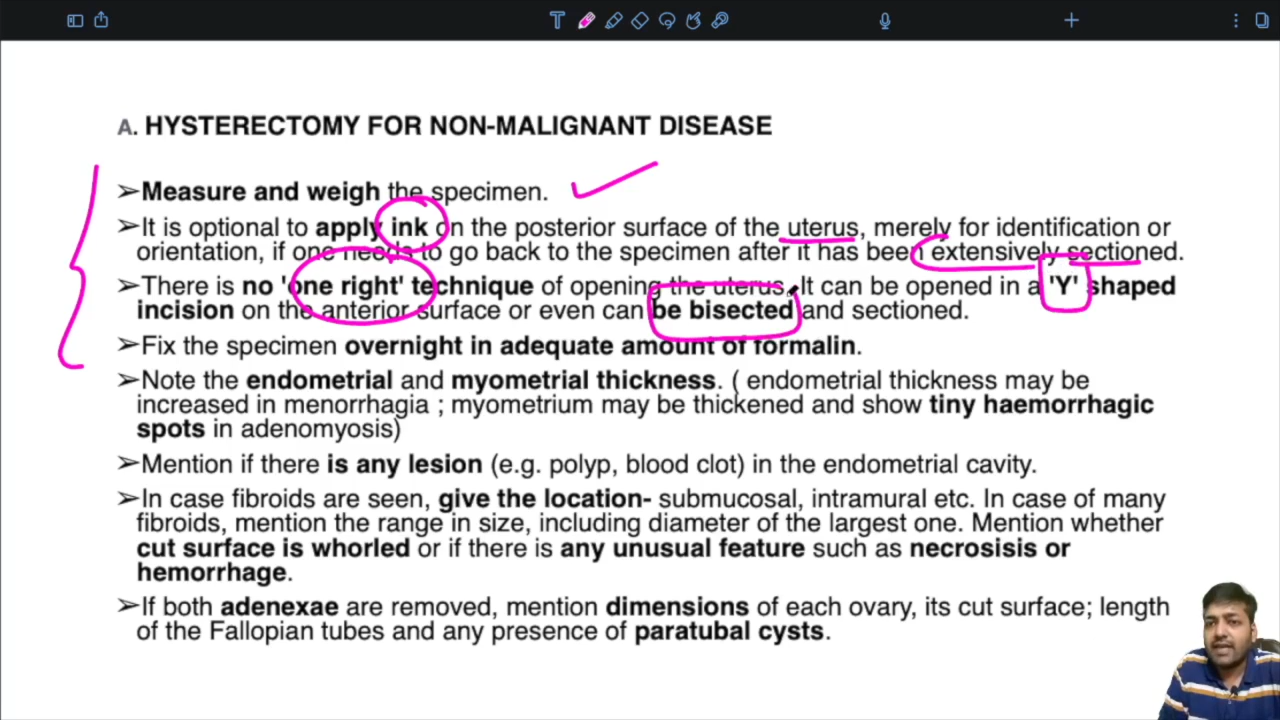 A. HYSTERECTOMY FOR NON-MALIGNANT DISEASE
➢Measure and weigh the specimen.
➢It is optional to apply ink on the posterior surface of the uterus, merely for identification or
orientation, if one needs to go back to the specimen after it has been extensively sectioned.
➢There is no 'one right' technique of opening the uterus. It can be opened in a 'Y' shaped
incision on the anterior surface or even can be bisected and sectioned.
➢Fix the specimen overnight in adequate amount of formalin.
➢Note the endometrial and myometrial thickness. ( endometrial thickness may be
increased in menorrhagia ; myometrium may be thickened and show tiny haemorrhagic
spots in adenomyosis)
➢Mention if there is any lesion (e.g. polyp, blood clot) in the endometrial cavity.
➢In case fibroids are seen, give the location- submucosal, intramural etc. In case of many
fibroids, mention the range in size, including diameter of the largest one. Mention whether
cut surface is whorled or if there is any unusual feature such as necrosisis or
hemorrhage.
➢If both adenexae are removed, mention dimensions of each ovary, its cut surface; length
of the Fallopian tubes and any presence of paratubal cysts.